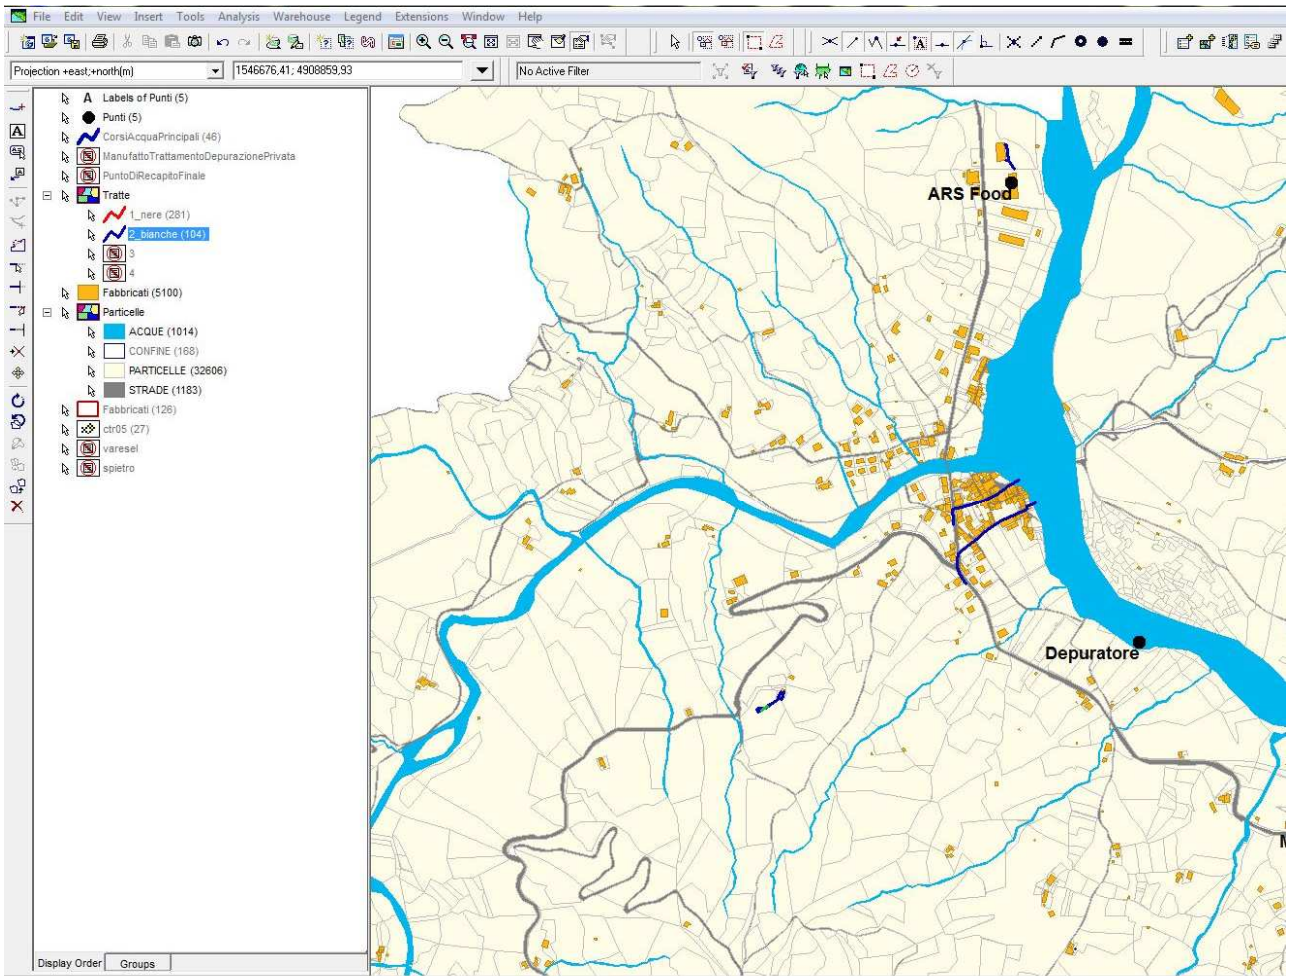 File Edit View Insert Tools Analysis Warehouse Legend Extensions Window Help
Projection +east;+north(m)
1546676,41; 4908859,93
No Active Filter
A Labels of Punti (5)
Punti (5)
CorsiAcquaPrincipali (46)
ManufattoTrattamentoDepurazionePrivata
PuntoDiRecapitoFinale
Tratte
1_nere (281)
2_bianche (104)
3
4
Fabbricati (5100)
Particelle
ACQUE (1014)
CONFINE (168)
PARTICELLE (32606)
STRADE (1183)
Fabbricati (126)
ctr05 (27)
varesel
spietro
Display Order Groups
ARS Food
Depuratore